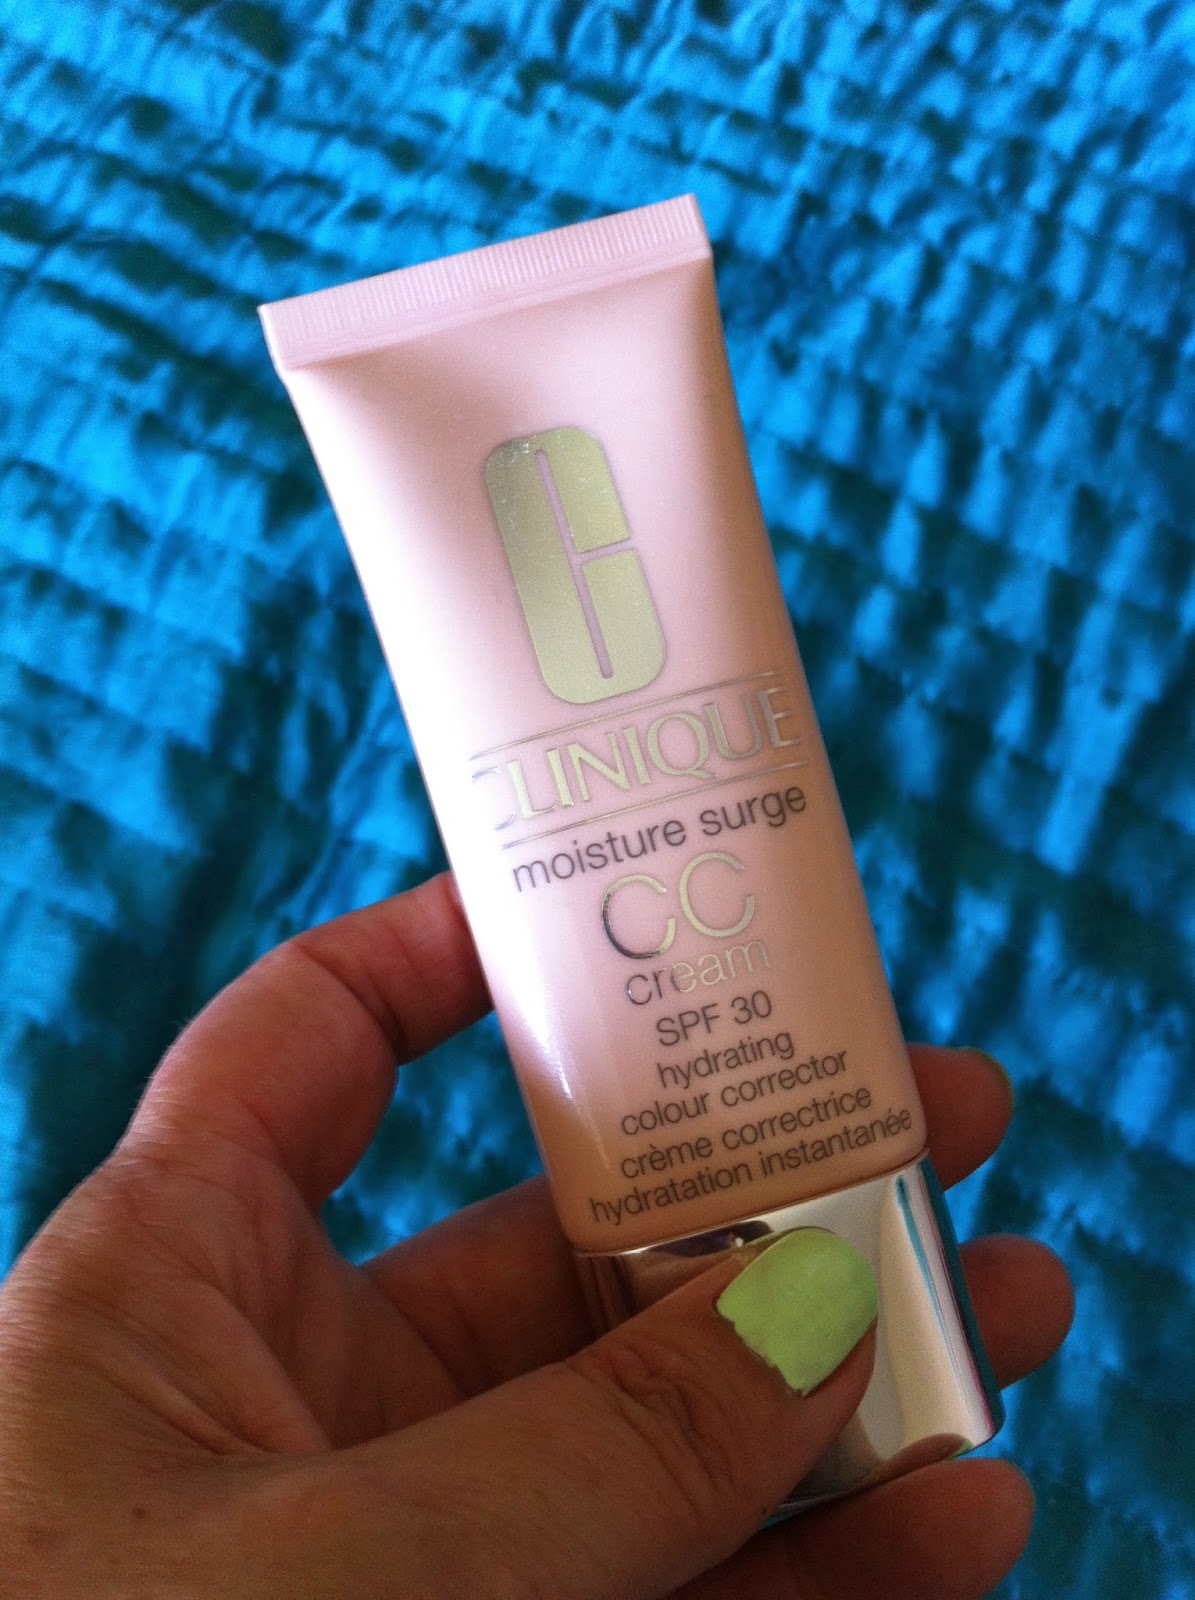 C
CLINIQUE
moisture surge
CC
cream
SPF 30
hydrating
colour corrector
crème correctrice
hydratation instantanée